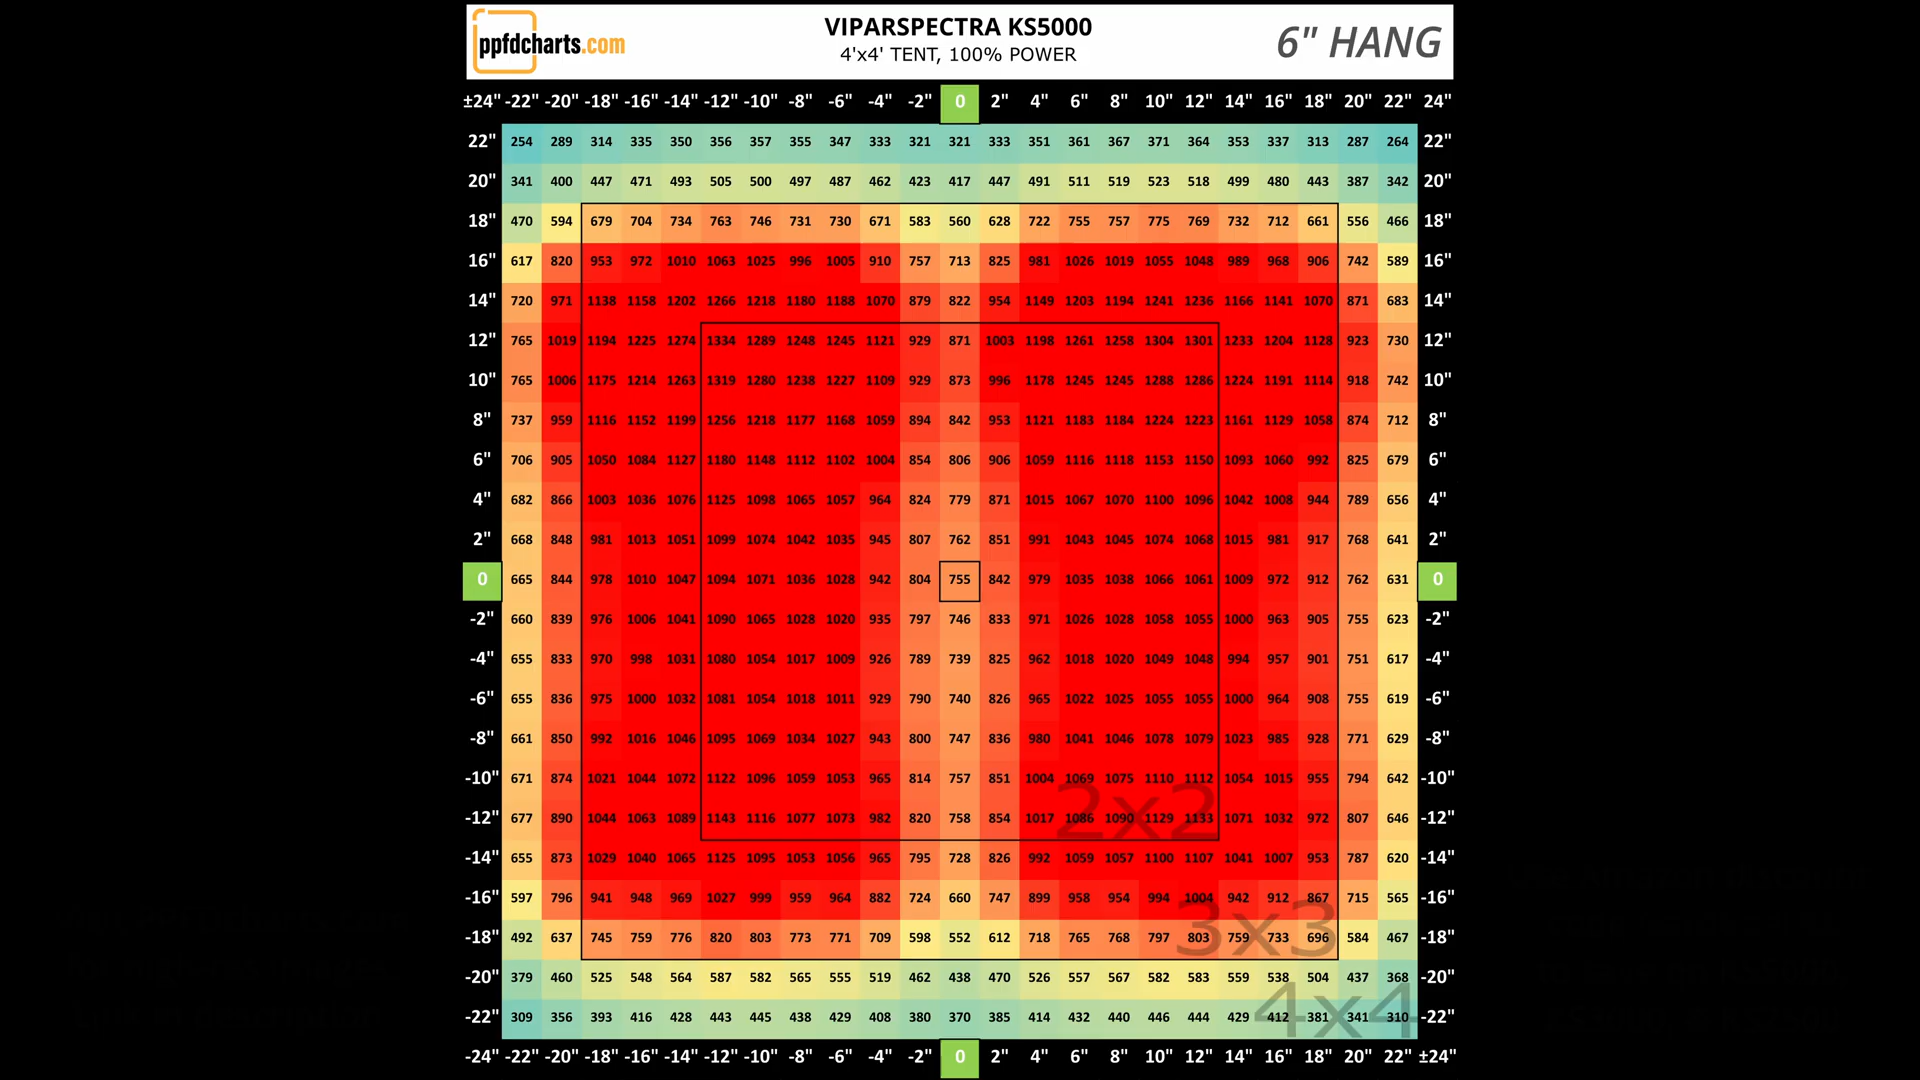 ppfdcharts.com
VIPARSPECTRA KS5000
4'x4' TENT, 100% POWER
6" HANG
±24" -22" -20" -18" -16" -14" -12" -10" -8" -6" -4" -2" 0 2" 4" 6" 8" 10" 12" 14" 16" 18" 20" 22" 24"
22" 254 289 314 335 350 356 357 355 347 333 321 321 333 351 361 367 371 364 353 337 313 287 264 22"
20" 341 400 447 471 493 505 500 497 487 462 423 417 447 491 511 519 523 518 499 480 443 387 342 20"
18" 470 594 679 704 734 763 746 731 730 671 583 560 628 722 755 757 775 769 732 712 661 556 466 18"
16" 617 820 953 972 1010 1063 1025 996 1005 910 757 713 825 981 1026 1019 1055 1048 989 968 906 742 589 16"
14" 720 971 1138 1158 1202 1266 1218 1180 1188 1070 879 822 954 1149 1203 1194 1241 1236 1166 1141 1070 871 683 14"
12" 765 1019 1194 1225 1274 1334 1289 1248 1245 1121 929 871 1003 1198 1261 1258 1304 1301 1233 1204 1128 923 730 12"
10" 765 1006 1175 1214 1263 1319 1280 1238 1227 1109 929 873 996 1178 1245 1245 1288 1286 1224 1191 1114 918 742 10"
8" 737 959 1116 1152 1199 1256 1218 1177 1168 1059 894 842 953 1121 1183 1184 1224 1223 1161 1129 1058 874 712 8"
6" 706 905 1050 1084 1127 1180 1148 1112 1102 1004 854 806 906 1059 1116 1118 1153 1150 1093 1060 992 825 679 6"
4" 682 866 1003 1036 1076 1125 1098 1065 1057 964 824 779 871 1015 1067 1070 1100 1096 1042 1008 944 789 656 4"
2" 668 848 981 1013 1051 1099 1074 1042 1035 945 807 762 851 991 1043 1045 1074 1068 1015 981 917 768 641 2"
0 665 844 978 1010 1047 1094 1071 1036 1028 942 804 755 842 979 1035 1038 1066 1061 1009 972 912 762 631 0
-2" 660 839 976 1006 1041 1090 1065 1028 1020 935 797 746 833 971 1026 1028 1058 1055 1000 963 905 755 623 -2"
-4" 655 833 970 998 1031 1080 1054 1017 1009 926 789 739 825 962 1018 1020 1049 1048 994 957 901 751 617 -4"
-6" 655 836 975 1000 1032 1081 1054 1018 1011 929 790 740 826 965 1022 1025 1055 1055 1000 964 908 755 619 -6"
-8" 661 850 992 1016 1046 1095 1069 1034 1027 943 800 747 836 980 1041 1046 1078 1079 1023 985 928 771 629 -8"
-10" 671 874 1021 1044 1072 1122 1096 1059 1053 965 814 757 851 1004 1069 1075 1110 1112 1054 1015 955 794 642 -10"
-12" 677 890 1044 1063 1089 1143 1116 1077 1073 982 820 758 854 1017 1086 1090 1129 1133 1071 1032 972 807 646 -12"
2x2
-14" 655 873 1029 1040 1065 1125 1095 1053 1056 965 795 728 826 992 1059 1057 1100 1107 1041 1007 953 787 620 -14"
-16" 597 796 941 948 969 1027 999 959 964 882 724 660 747 899 958 954 994 1004 942 912 867 715 565 -16"
-18" 492 637 745 759 776 820 803 773 771 709 598 552 612 718 765 768 797 803 759 733 696 584 467 -18"
3x3
-20" 379 460 525 548 564 587 582 565 555 519 462 438 470 526 557 567 582 583 559 538 504 437 368 -20"
-22" 309 356 393 416 428 443 445 438 429 408 380 370 385 414 432 440 446 444 429 412 381 341 310 -22"
4x4
-24" -22" -20" -18" -16" -14" -12" -10" -8" -6" -4" -2" 0 2" 4" 6" 8" 10" 12" 14" 16" 18" 20" 22" ±24"